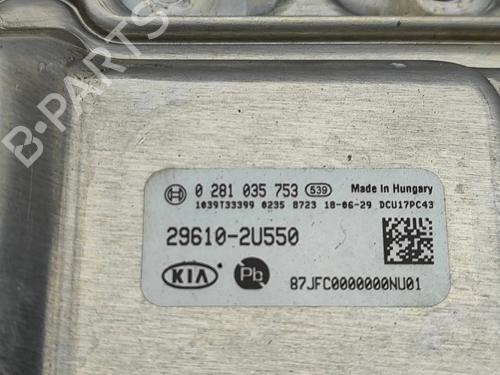 B-PARTS
0 281 035 753 539 Made in Hungary
1039T33399 0235 8723 18-06-29 DCU17PC43
29610-2U550
KIA Pb
87JFC0000000NU01